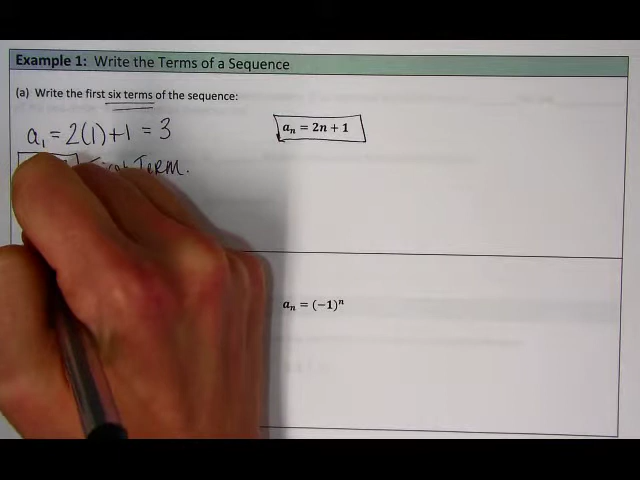 Example 1: Write the Terms of a Sequence
(a) Write the first six terms of the sequence:
aₙ = 2n + 1
a₁ = 2(1)+1 = 3
Term.
aₙ = (−1)ⁿ